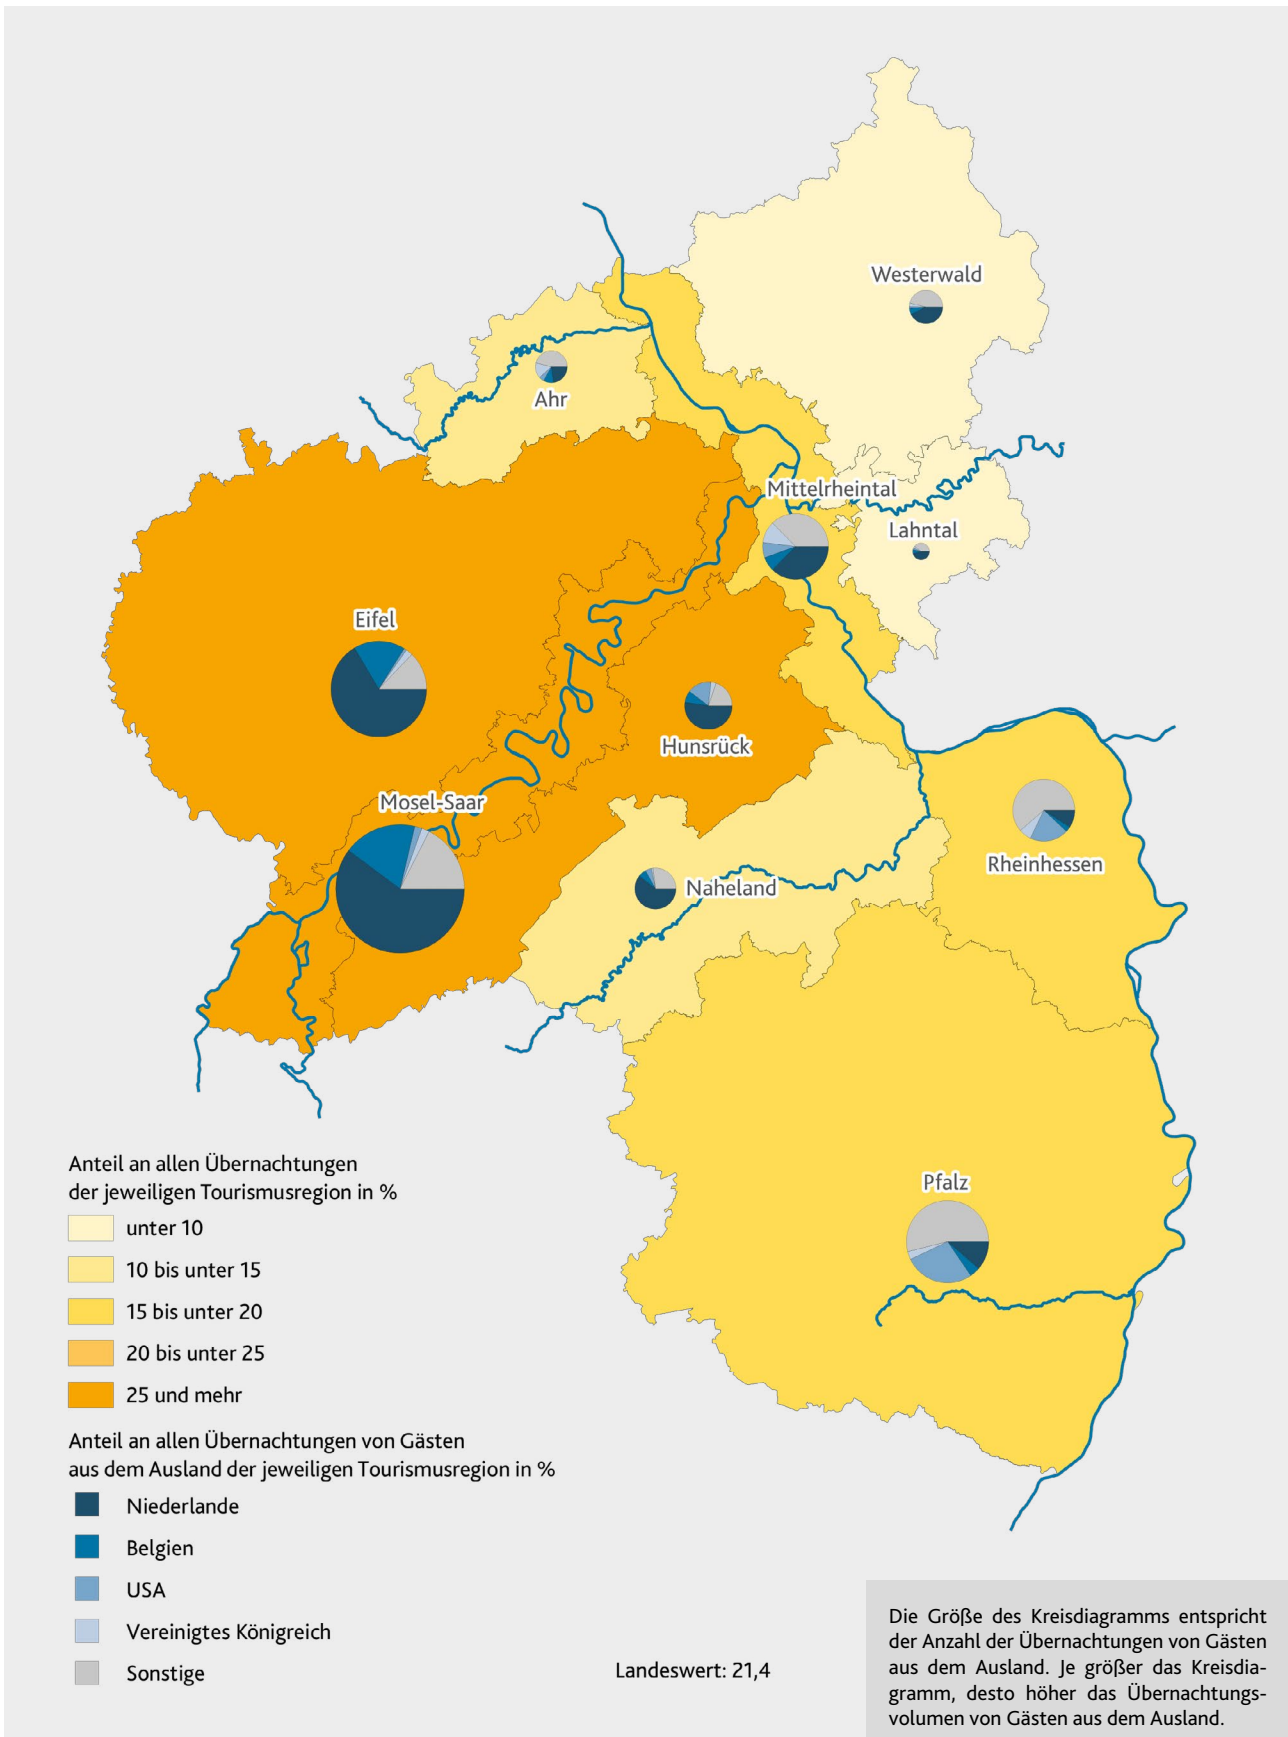 Westerwald
Ahr
Mittelrheintal
Lahntal
Eifel
Hunsrück
Mosel-Saar
Rheinhessen
Naheland
Pfalz
Anteil an allen Übernachtungen
der jeweiligen Tourismusregion in %
unter 10
10 bis unter 15
15 bis unter 20
20 bis unter 25
25 und mehr
Anteil an allen Übernachtungen von Gästen
aus dem Ausland der jeweiligen Tourismusregion in %
Niederlande
Belgien
USA
Vereinigtes Königreich
Sonstige
Landeswert: 21,4
Die Größe des Kreisdiagramms entspricht
der Anzahl der Übernachtungen von Gästen
aus dem Ausland. Je größer das Kreisdia-
gramm, desto höher das Übernachtungs-
volumen von Gästen aus dem Ausland.